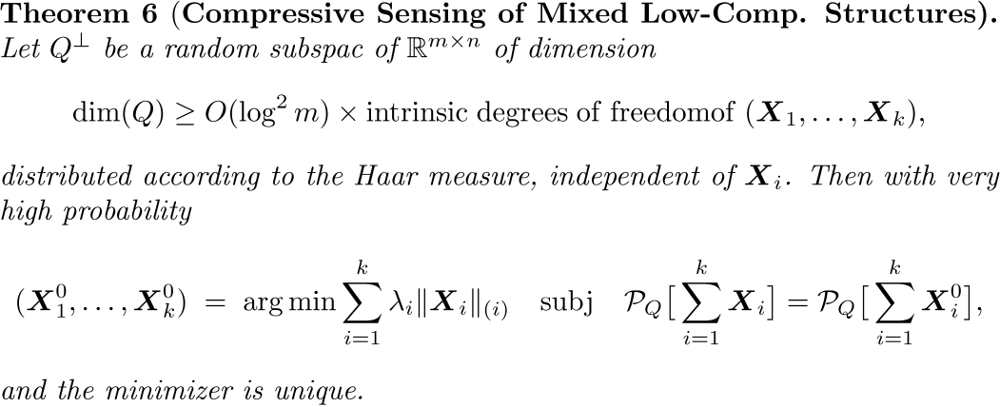 Theorem 6 (Compressive Sensing of Mixed Low-Comp. Structures).
Let $Q^{\perp}$ be a random subspac of $\mathbb{R}^{m \times n}$ of dimension
$\dim(Q) \geq O(\log^2 m) \times \text{intrinsic degrees of freedomof } (\boldsymbol{X}_1, \ldots, \boldsymbol{X}_k),$
distributed according to the Haar measure, independent of $\boldsymbol{X}_i$. Then with very
high probability
$(\boldsymbol{X}_1^0, \ldots, \boldsymbol{X}_k^0) = \arg\min \sum_{i=1}^{k} \lambda_i \|\boldsymbol{X}_i\|_{(i)} \quad \text{subj} \quad \mathcal{P}_Q\big[\sum_{i=1}^{k} \boldsymbol{X}_i\big] = \mathcal{P}_Q\big[\sum_{i=1}^{k} \boldsymbol{X}_i^0\big],$
and the minimizer is unique.